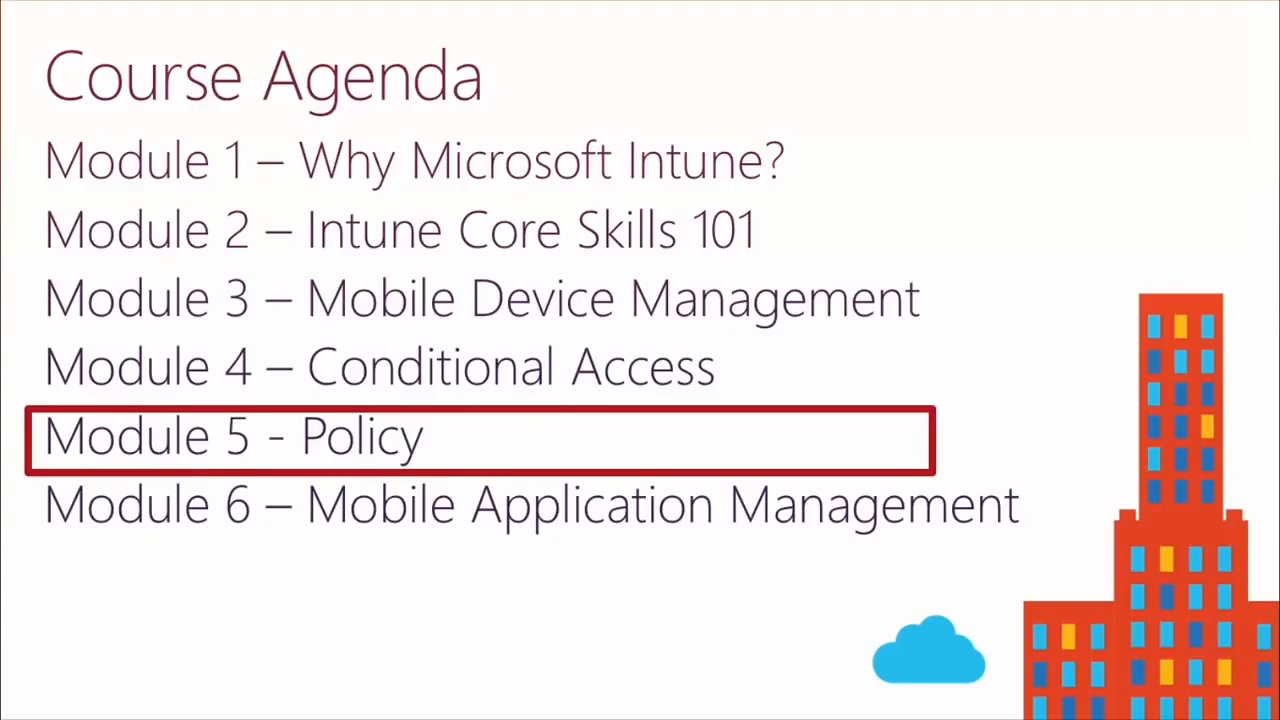 Course Agenda
Module 1 – Why Microsoft Intune?
Module 2 – Intune Core Skills 101
Module 3 – Mobile Device Management
Module 4 – Conditional Access
Module 5 - Policy
Module 6 – Mobile Application Management